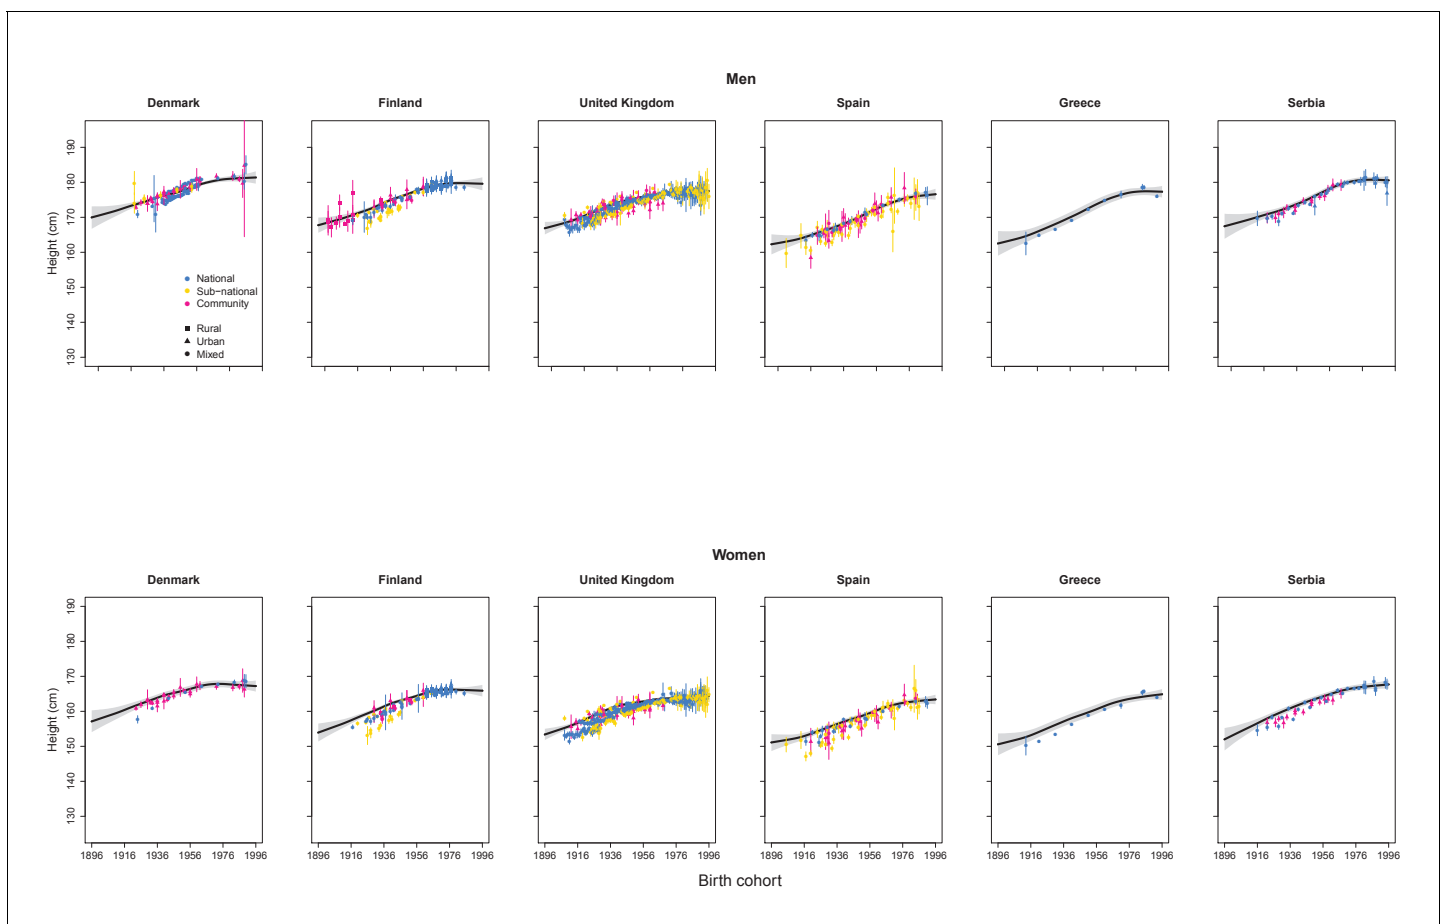 Men
Denmark Finland United Kingdom Spain Greece Serbia
Height (cm)
190
180
170
160
150
140
130
National
Sub−national
Community
Rural
Urban
Mixed
Women
Denmark Finland United Kingdom Spain Greece Serbia
Height (cm)
190
180
170
160
150
140
130
1896 1916 1936 1956 1976 1996 1896 1916 1936 1956 1976 1996 1896 1916 1936 1956 1976 1996 1896 1916 1936 1956 1976 1996 1896 1916 1936 1956 1976 1996 1896 1916 1936 1956 1976 1996
Birth cohort